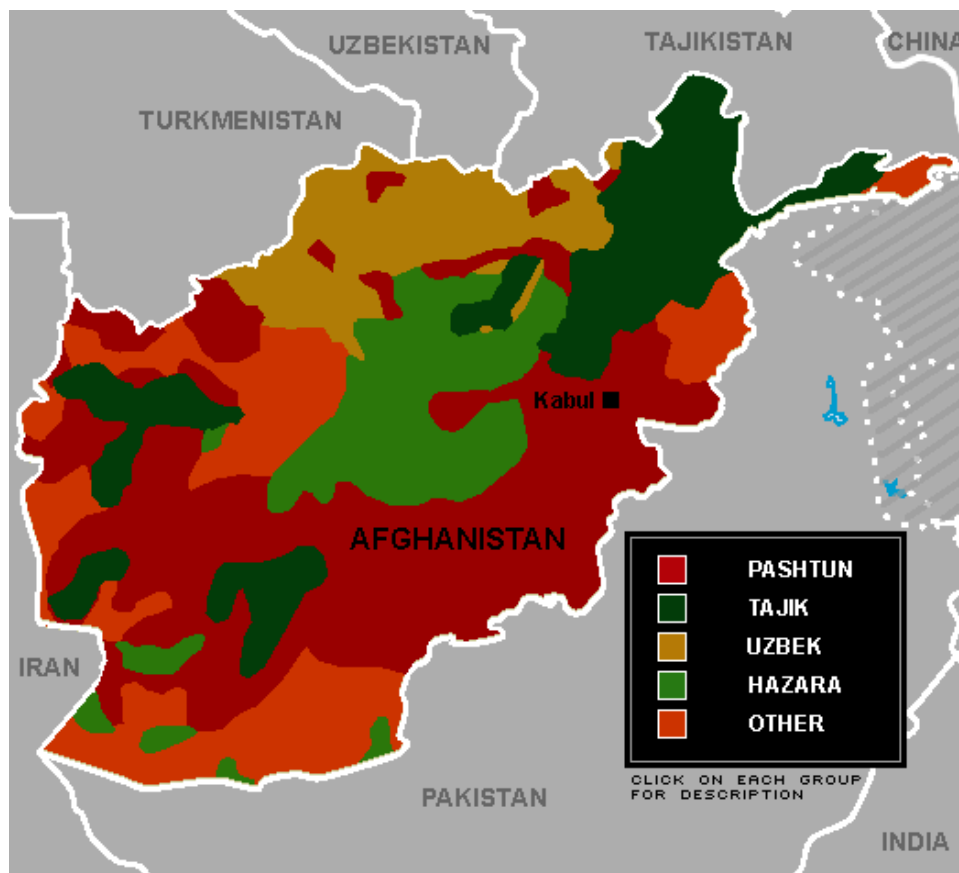 UZBEKISTAN
TAJIKISTAN
CHINA
TURKMENISTAN
Kabul
AFGHANISTAN
PASHTUN
TAJIK
UZBEK
HAZARA
OTHER
IRAN
CLICK ON EACH GROUP
FOR DESCRIPTION
PAKISTAN
INDIA